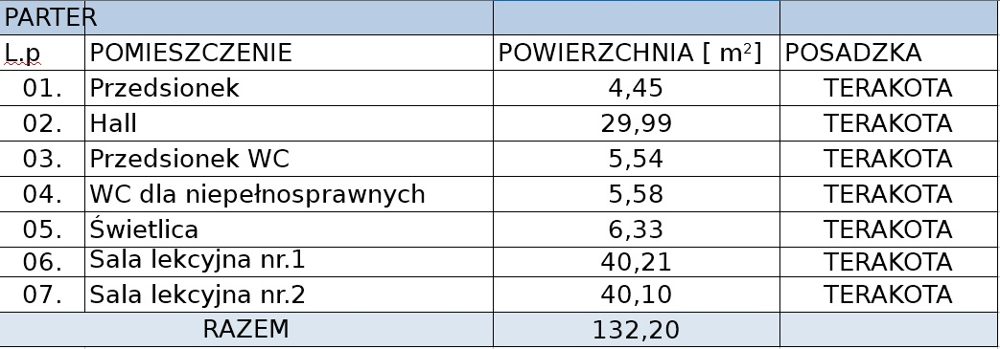 PARTER
L.p POMIESZCZENIE POWIERZCHNIA [ m²] POSADZKA
01. Przedsionek 4,45 TERAKOTA
02. Hall 29,99 TERAKOTA
03. Przedsionek WC 5,54 TERAKOTA
04. WC dla niepełnosprawnych 5,58 TERAKOTA
05. Świetlica 6,33 TERAKOTA
06. Sala lekcyjna nr.1 40,21 TERAKOTA
07. Sala lekcyjna nr.2 40,10 TERAKOTA
RAZEM 132,20